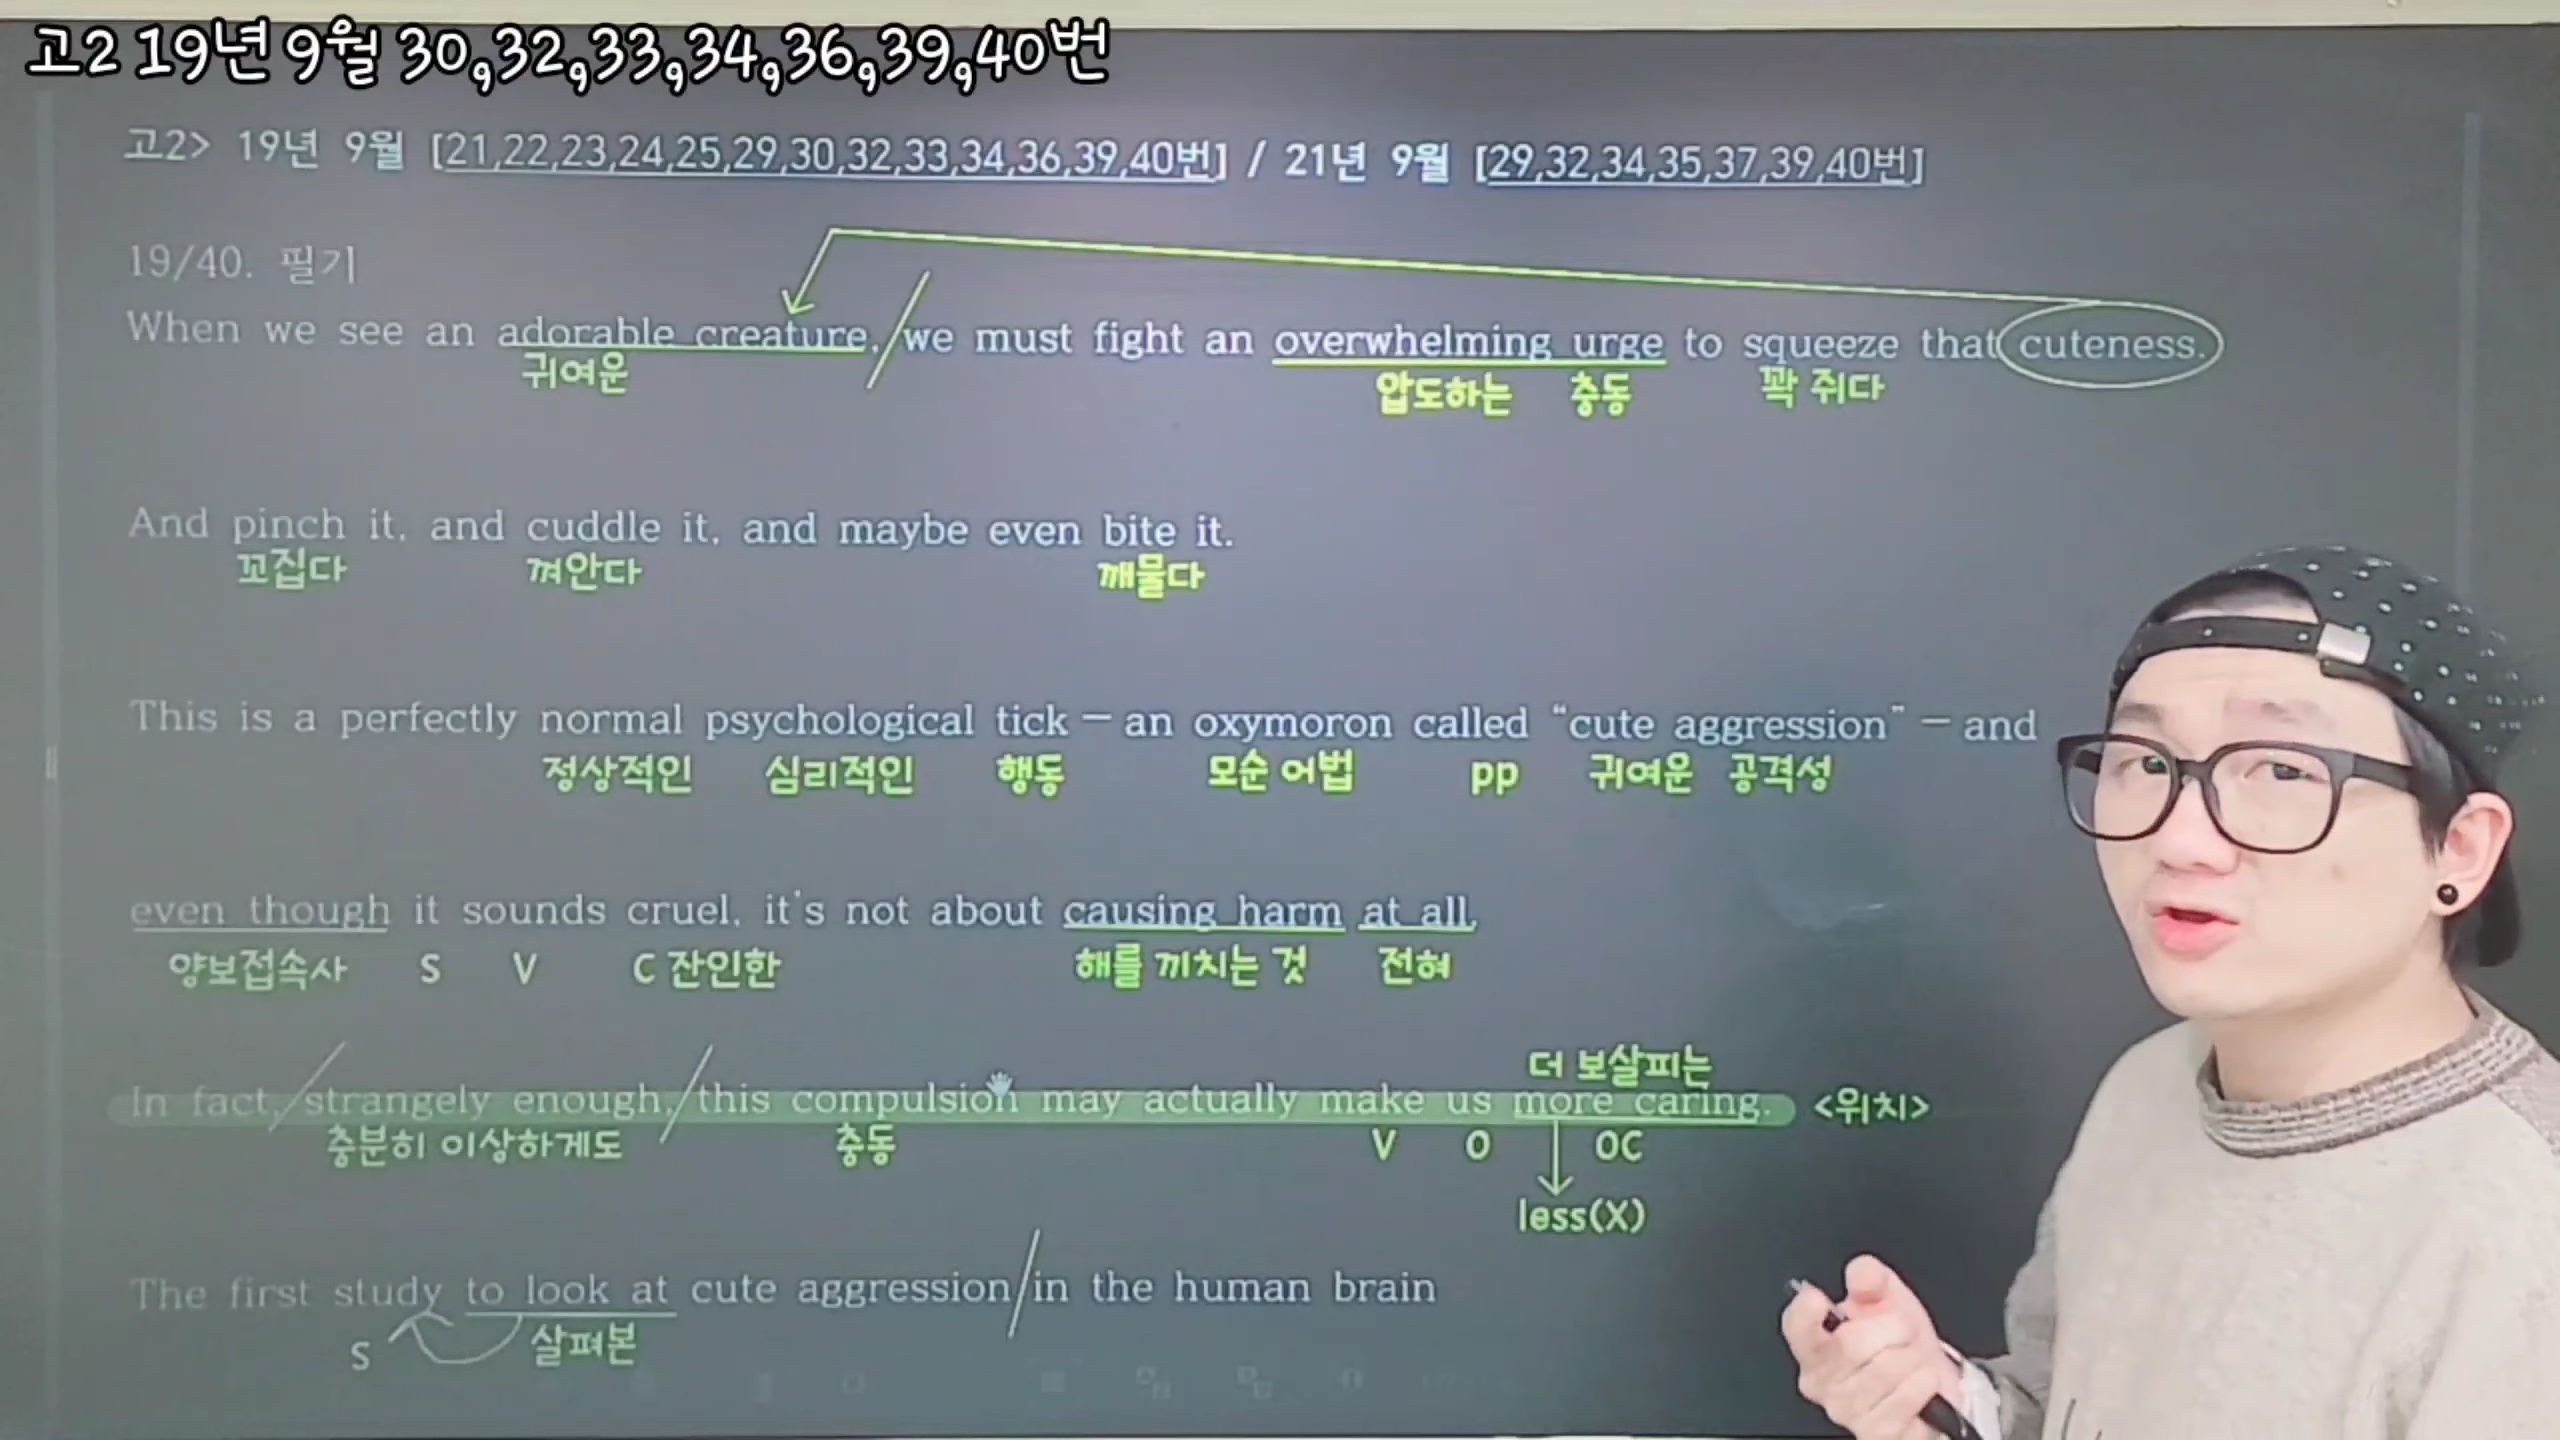 고2 19년 9월 30,32,33,34,36,39,40번
고2> 19년 9월 [21,22,23,24,25,29,30,32,33,34,36,39,40번] / 21년 9월 [29,32,34,35,37,39,40번]
19/40. 필기
When we see an adorable creature, we must fight an overwhelming urge to squeeze that cuteness.
귀여운 압도하는 충동 꽉 쥐다
And pinch it, and cuddle it, and maybe even bite it.
꼬집다 껴안다 깨물다
This is a perfectly normal psychological tick — an oxymoron called “cute aggression” — and
정상적인 심리적인 행동 모순 어법 pp 귀여운 공격성
even though it sounds cruel, it's not about causing harm at all.
양보접속사 S V C 잔인한 해를 끼치는 것 전혀
더 보살피는
In fact, strangely enough, this compulsion may actually make us more caring. <위치>
충분히 이상하게도 충동 V O OC
less(X)
The first study to look at cute aggression in the human brain
S 살펴본